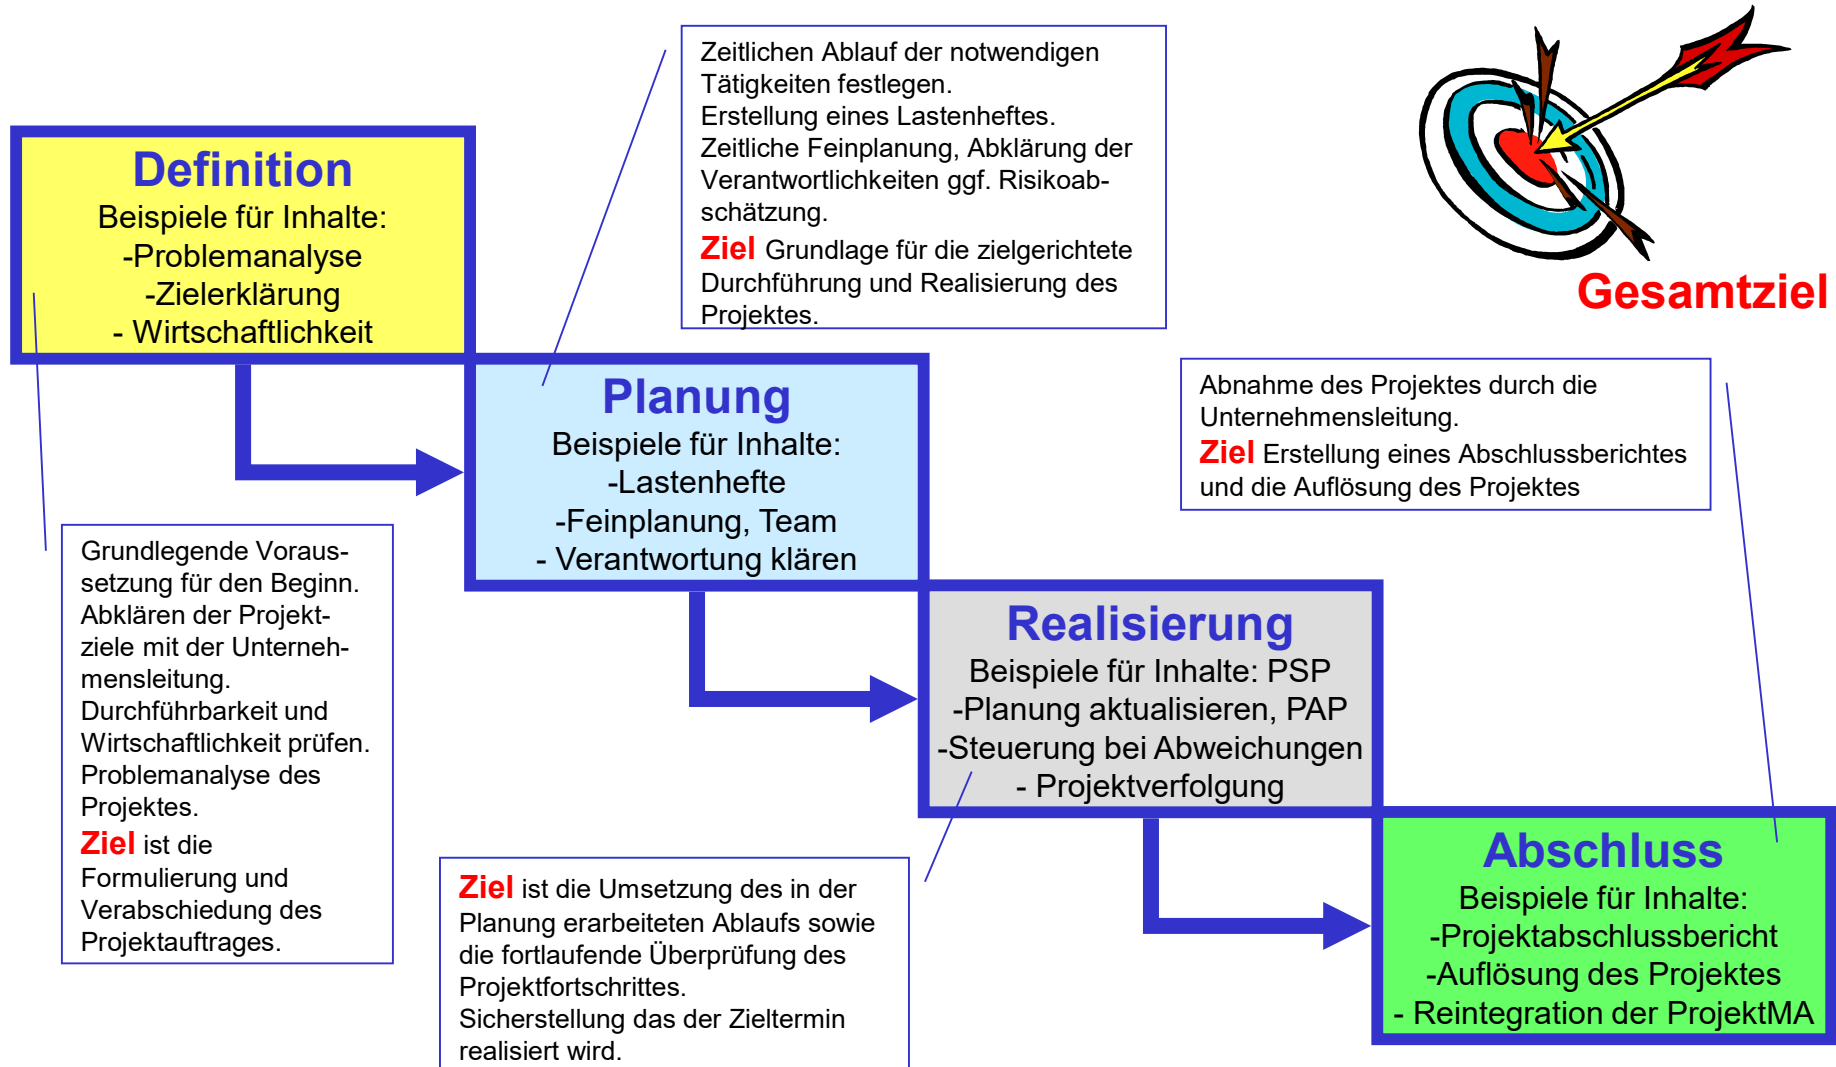 Definition
Beispiele für Inhalte:
-Problemanalyse
-Zielerklärung
- Wirtschaftlichkeit
Grundlegende Voraus-
setzung für den Beginn.
Abklären der Projekt-
ziele mit der Unterneh-
mensleitung.
Durchführbarkeit und
Wirtschaftlichkeit prüfen.
Problemanalyse des
Projektes.
Ziel ist die
Formulierung und
Verabschiedung des
Projektauftrages.
Zeitlichen Ablauf der notwendigen
Tätigkeiten festlegen.
Erstellung eines Lastenheftes.
Zeitliche Feinplanung, Abklärung der
Verantwortlichkeiten ggf. Risikoab-
schätzung.
Ziel Grundlage für die zielgerichtete
Durchführung und Realisierung des
Projektes.
Planung
Beispiele für Inhalte:
-Lastenhefte
-Feinplanung, Team
- Verantwortung klären
Realisierung
Beispiele für Inhalte: PSP
-Planung aktualisieren, PAP
-Steuerung bei Abweichungen
- Projektverfolgung
Ziel ist die Umsetzung des in der
Planung erarbeiteten Ablaufs sowie
die fortlaufende Überprüfung des
Projektfortschrittes.
Sicherstellung das der Zieltermin
realisiert wird.
Gesamtziel
Abnahme des Projektes durch die
Unternehmensleitung.
Ziel Erstellung eines Abschlussberichtes
und die Auflösung des Projektes
Abschluss
Beispiele für Inhalte:
-Projektabschlussbericht
-Auflösung des Projektes
- Reintegration der ProjektMA